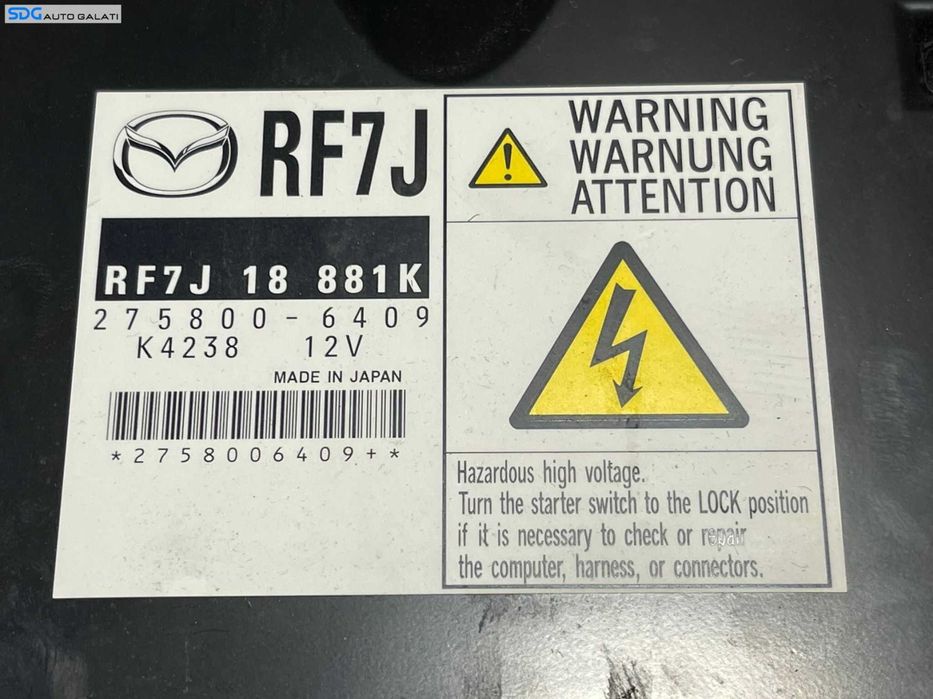 SDG AUTO GALATI
RF7J
RF7J 18 881K
275800-6409
K4238 12V
MADE IN JAPAN
*2758006409+*
WARNING
WARNUNG
ATTENTION
Hazardous high voltage.
Turn the starter switch to the LOCK position
if it is necessary to check or repair
the computer, harness, or connectors.